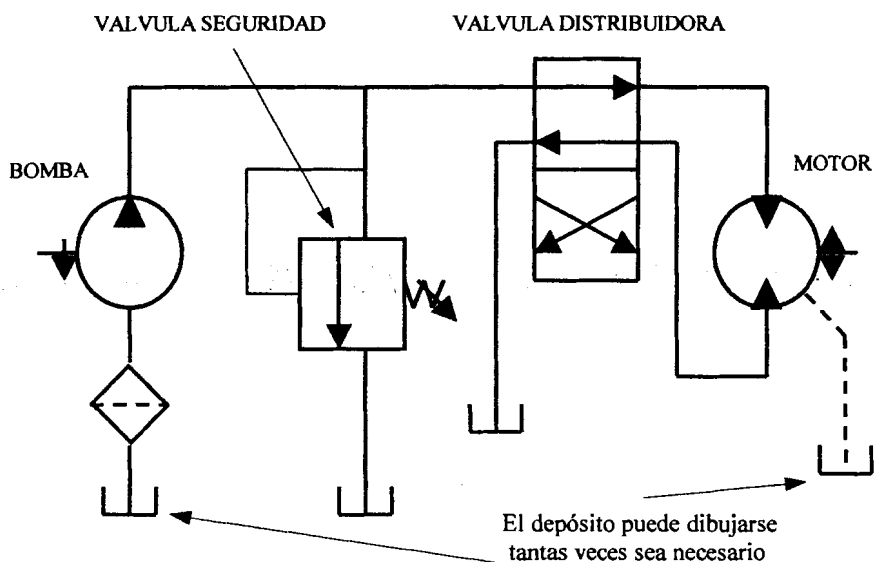 VALVULA SEGURIDAD
VALVULA DISTRIBUIDORA
BOMBA
MOTOR
El depósito puede dibujarse
tantas veces sea necesario